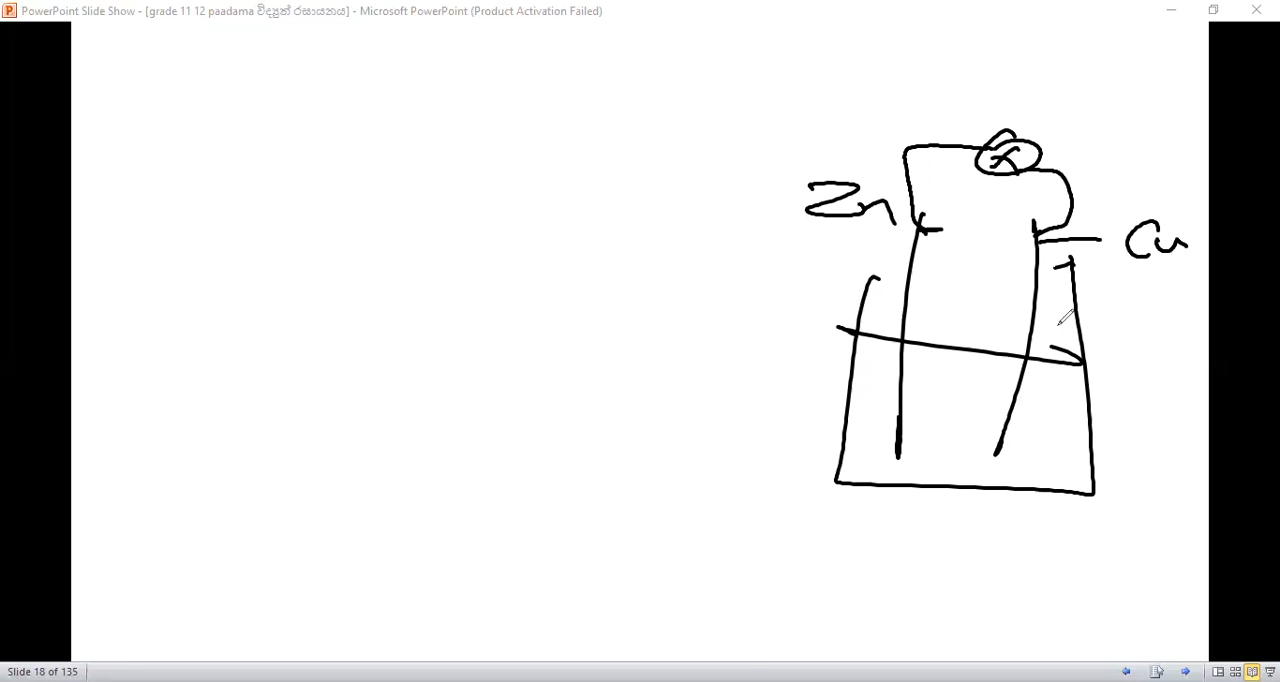 PowerPoint Slide Show - [grade 11 12 paadama විද්‍යුත් රසායනය] - Microsoft PowerPoint (Product Activation Failed)
Zn
Cu
Slide 18 of 135